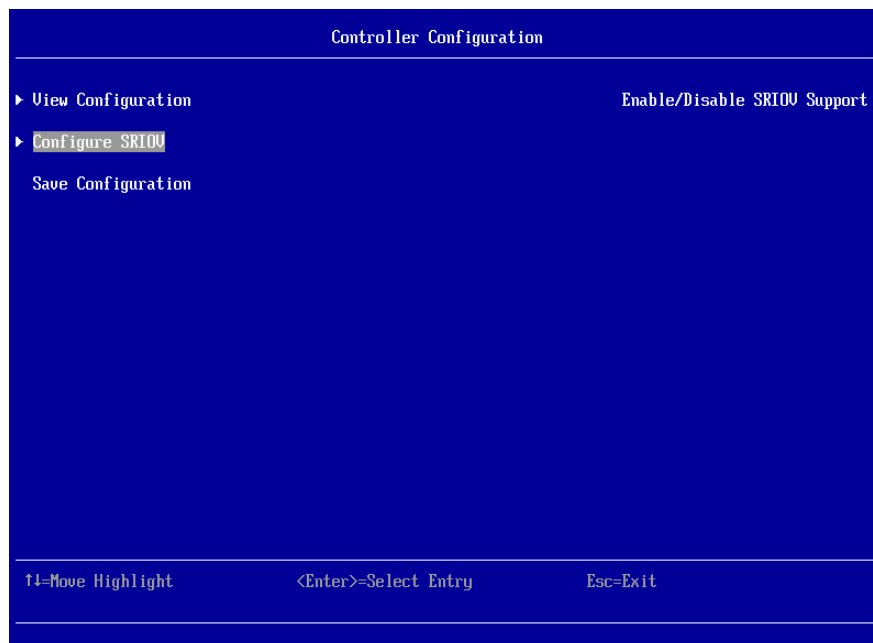 Controller Configuration
View Configuration
Enable/Disable SRIOV Support
Configure SRIOV
Save Configuration
↑↓=Move Highlight
<Enter>=Select Entry
Esc=Exit